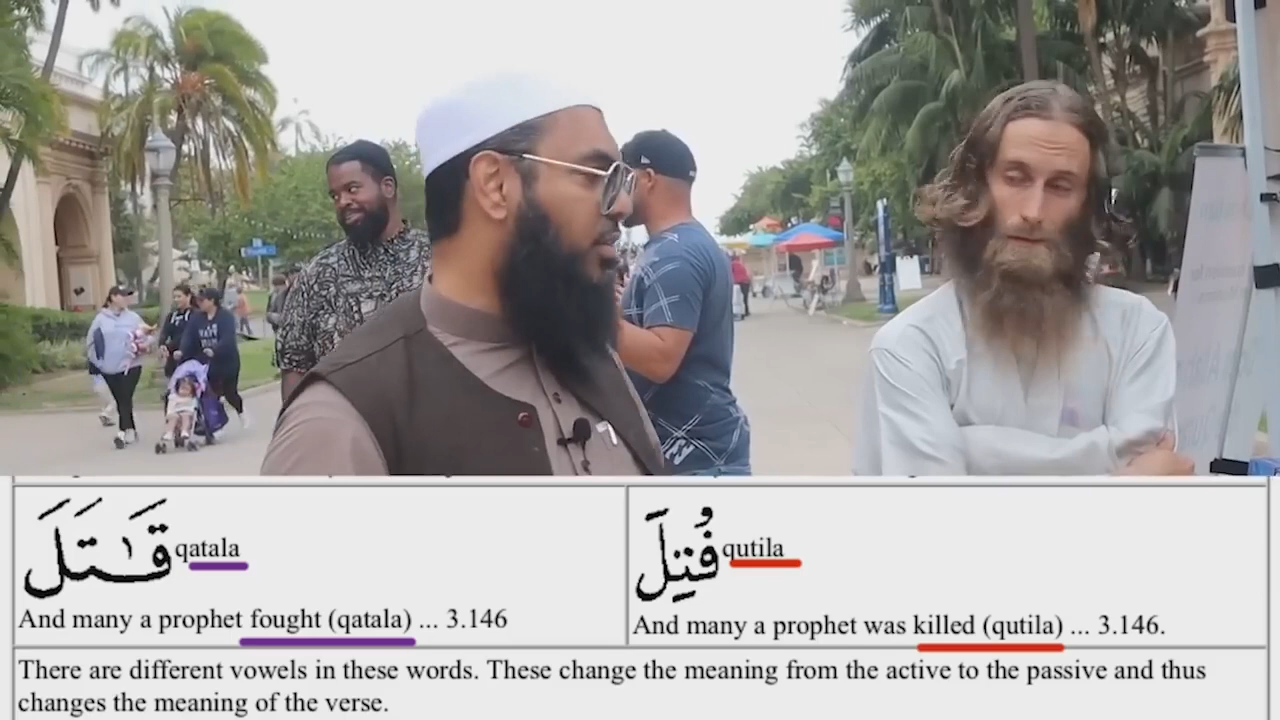 قَـٰتَلَ qatala
And many a prophet fought (qatala) ... 3.146
ڧُتِلَ qutila
And many a prophet was killed (qutila) ... 3.146.
There are different vowels in these words. These change the meaning from the active to the passive and thus
changes the meaning of the verse.